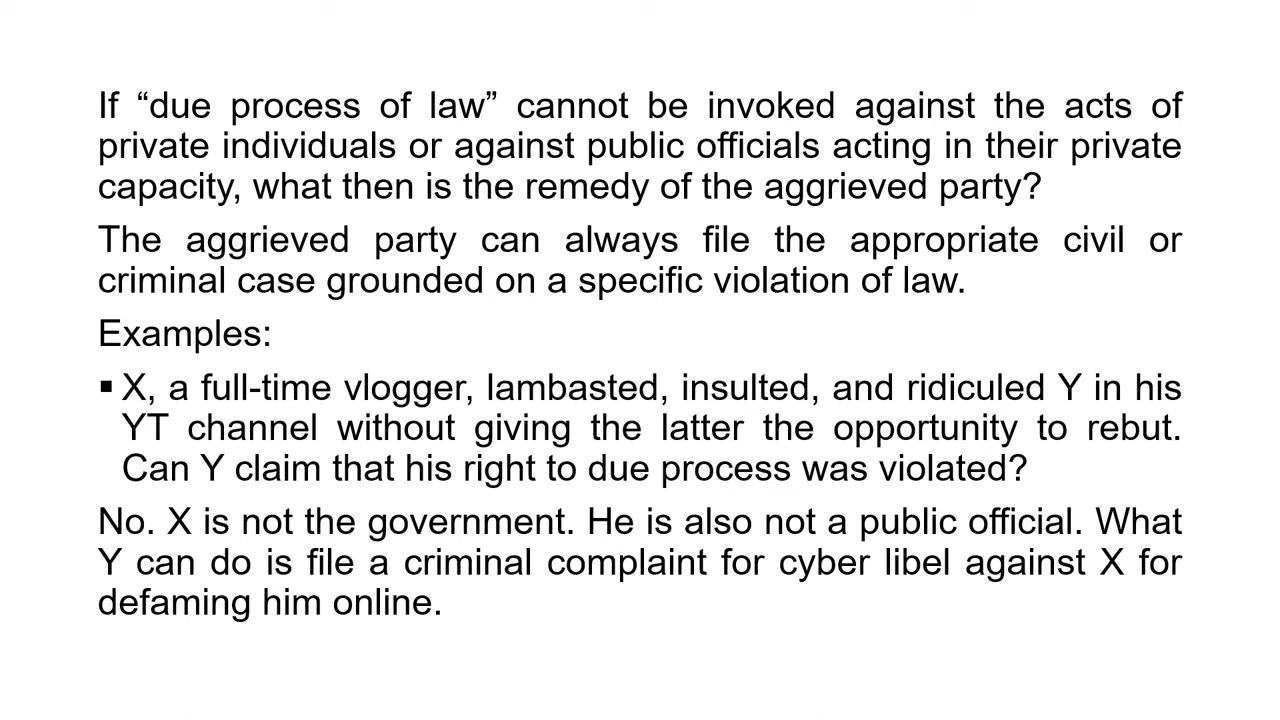 If “due process of law” cannot be invoked against the acts of
private individuals or against public officials acting in their private
capacity, what then is the remedy of the aggrieved party?
The aggrieved party can always file the appropriate civil or
criminal case grounded on a specific violation of law.
Examples:
▪ X, a full-time vlogger, lambasted, insulted, and ridiculed Y in his
YT channel without giving the latter the opportunity to rebut.
Can Y claim that his right to due process was violated?
No. X is not the government. He is also not a public official. What
Y can do is file a criminal complaint for cyber libel against X for
defaming him online.